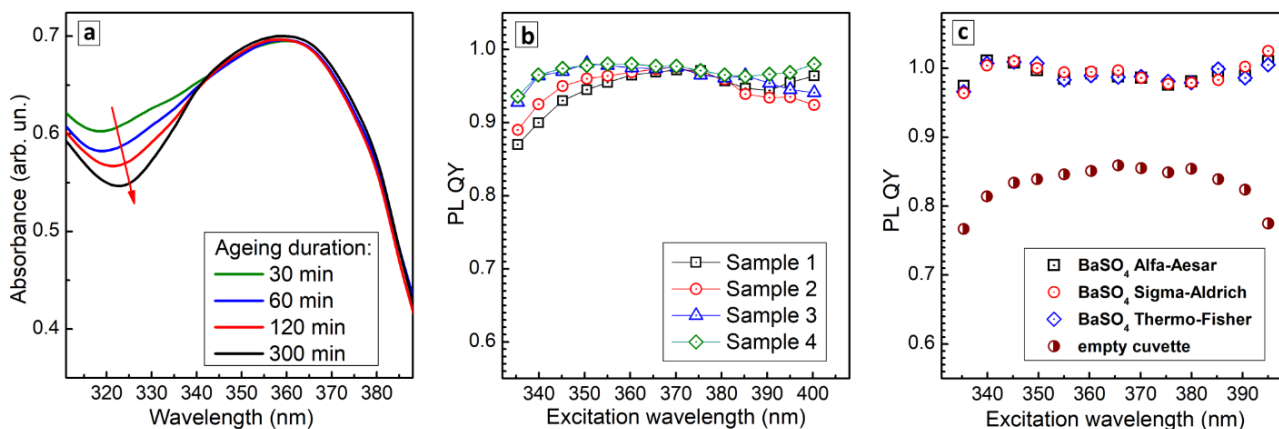 a
Absorbance (arb. un.)
0.7
0.6
0.5
0.4
Ageing duration:
30 min
60 min
120 min
300 min
320 330 340 350 360 370 380
Wavelength (nm)
b
PL QY
1.0
0.9
0.8
0.7
0.6
Sample 1
Sample 2
Sample 3
Sample 4
340 350 360 370 380 390 400
Excitation wavelength (nm)
c
PL QY
1.0
0.9
0.8
0.7
0.6
BaSO4 Alfa-Aesar
BaSO4 Sigma-Aldrich
BaSO4 Thermo-Fisher
empty cuvette
340 350 360 370 380 390
Excitation wavelength (nm)